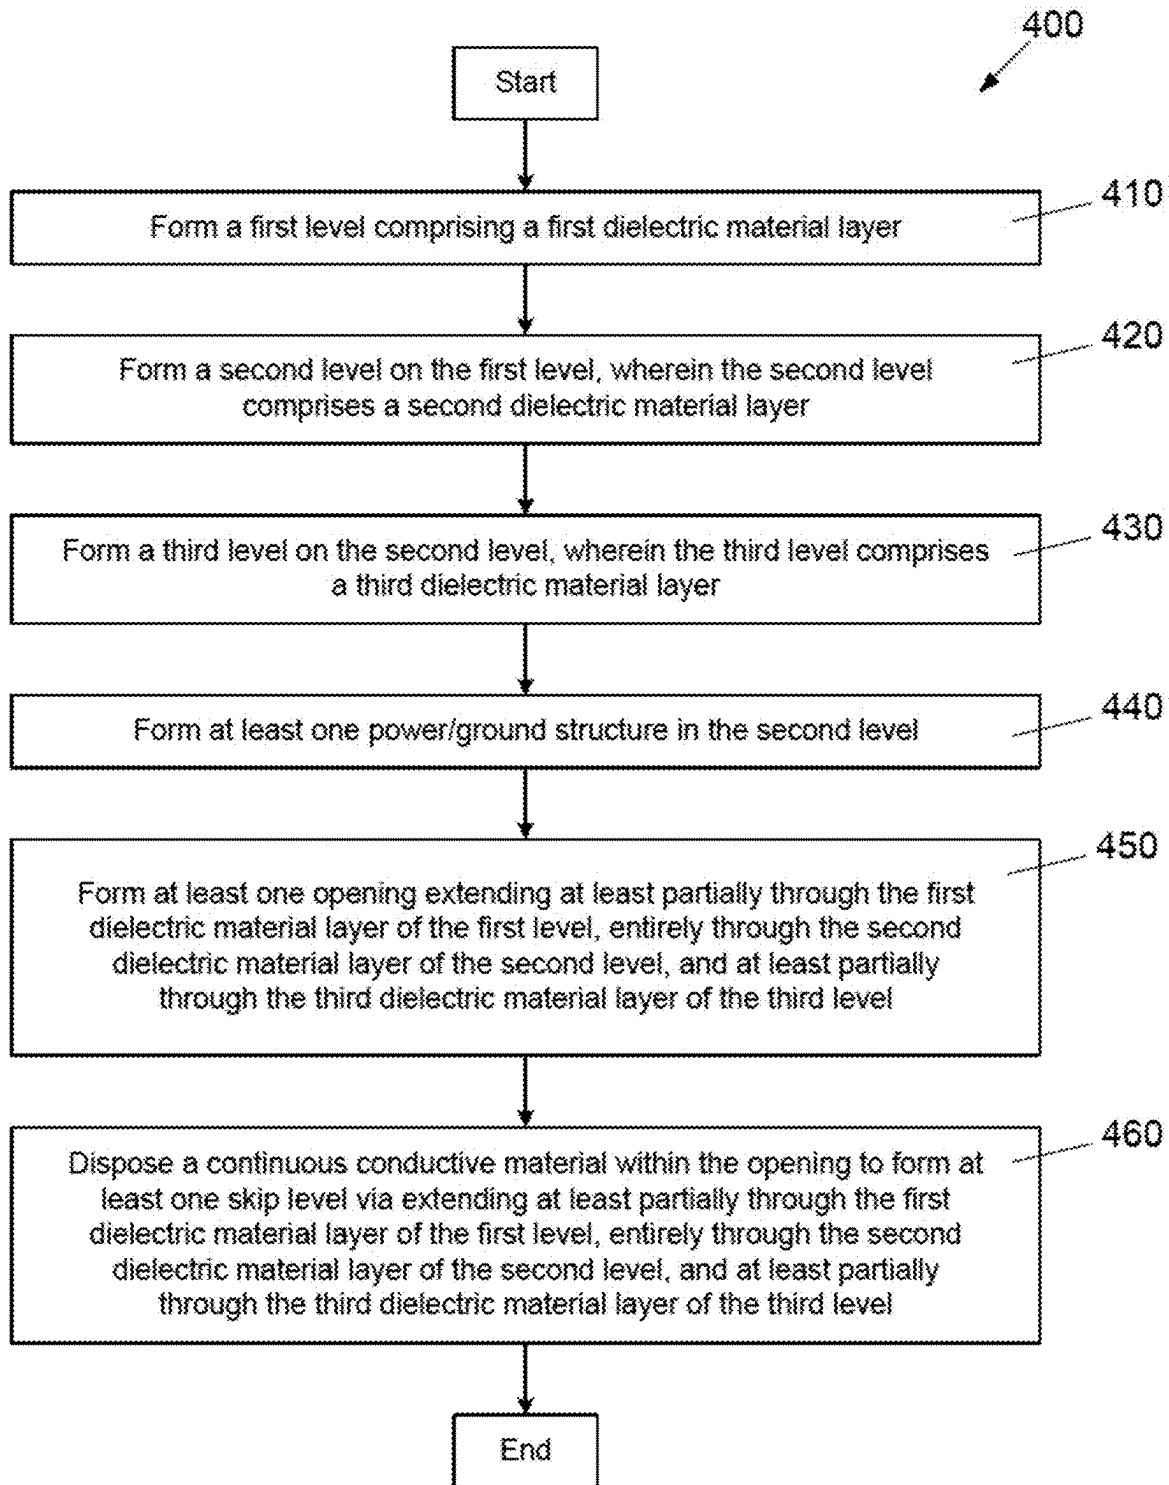 400
Start
410
Form a first level comprising a first dielectric material layer
420
Form a second level on the first level, wherein the second level
comprises a second dielectric material layer
430
Form a third level on the second level, wherein the third level comprises
a third dielectric material layer
440
Form at least one power/ground structure in the second level
450
Form at least one opening extending at least partially through the first
dielectric material layer of the first level, entirely through the second
dielectric material layer of the second level, and at least partially
through the third dielectric material layer of the third level
460
Dispose a continuous conductive material within the opening to form at
least one skip level via extending at least partially through the first
dielectric material layer of the first level, entirely through the second
dielectric material layer of the second level, and at least partially
through the third dielectric material layer of the third level
End